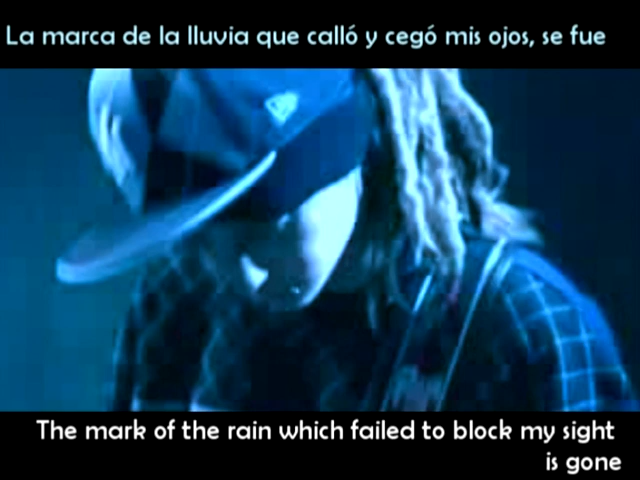 La marca de la lluvia que calló y cegó mis ojos, se fue
The mark of the rain which failed to block my sight
is gone